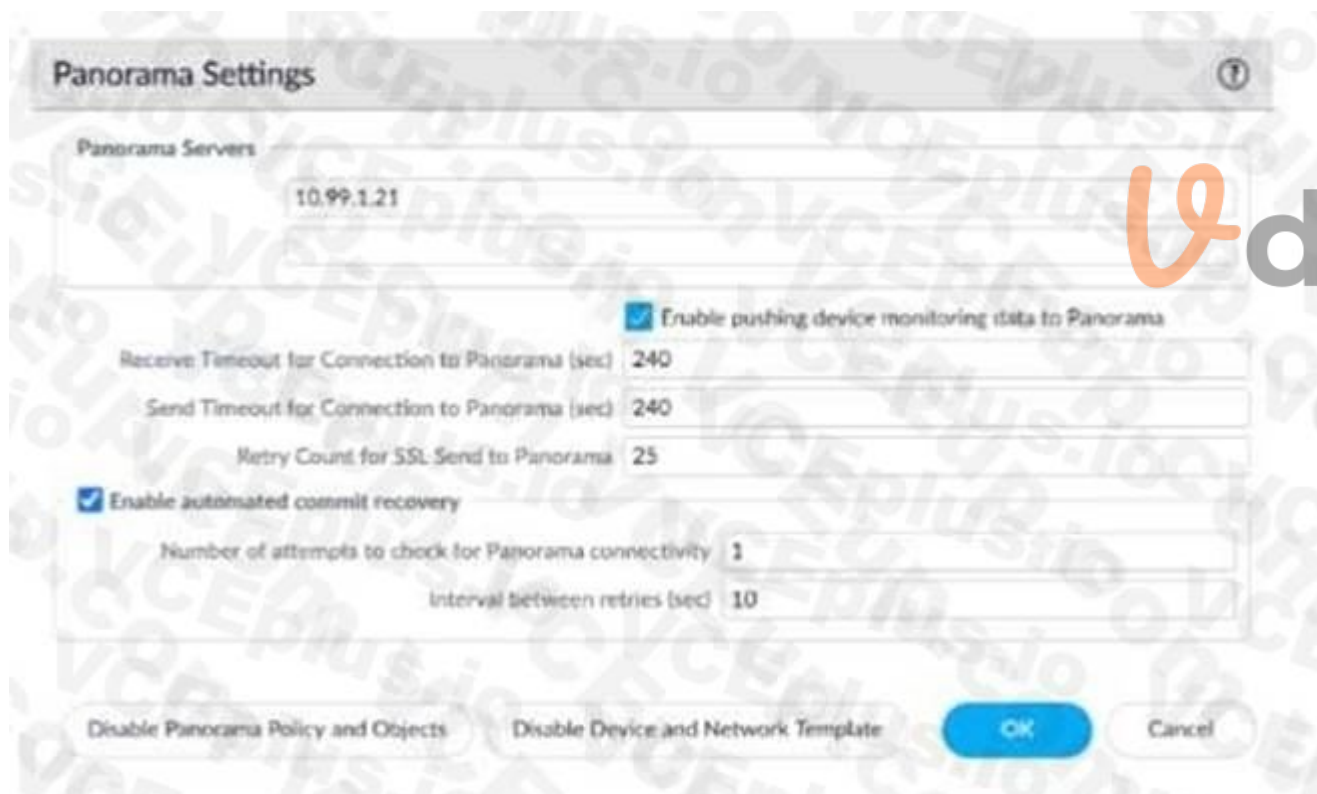 Panorama Settings
Panorama Servers
10.99.1.21
Enable pushing device monitoring data to Panorama
Receive Timeout for Connection to Panorama (sec) 240
Send Timeout for Connection to Panorama (sec) 240
Retry Count for SSL Send to Panorama 25
Enable automated commit recovery
Number of attempts to check for Panorama connectivity 1
Interval between retries (sec) 10
Disable Panorama Policy and Objects Disable Device and Network Template OK Cancel
VCEplus.io